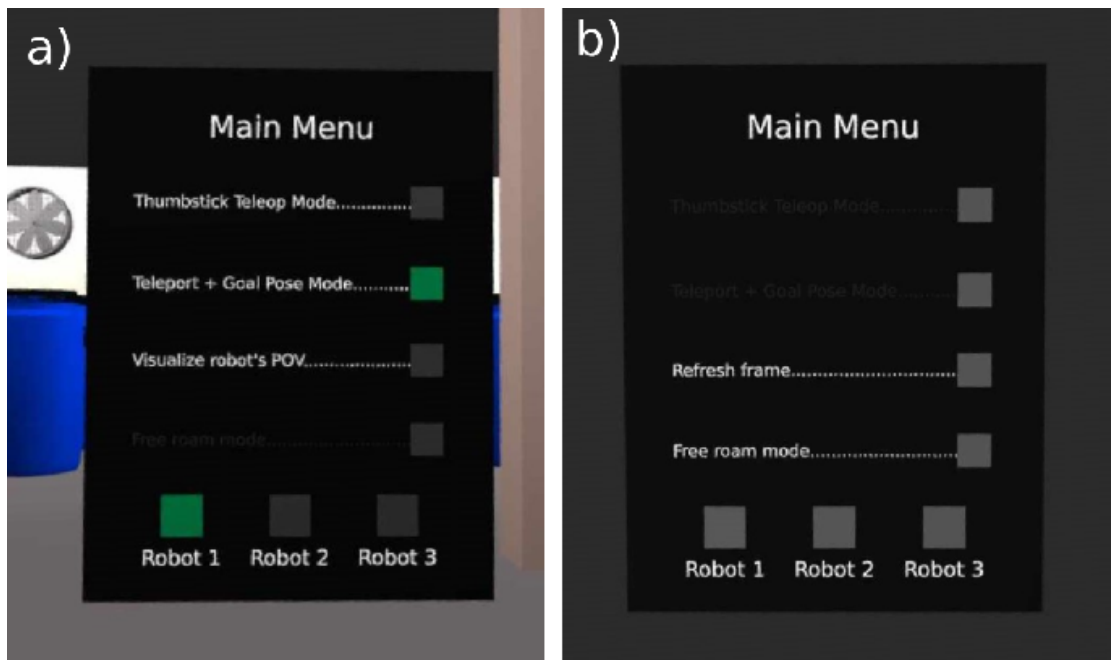 a)
Main Menu
Thumbstick Teleop Mode..............
Teleport + Goal Pose Mode..........
Visualize robot's POV....................
Free roam mode...........................
Robot 1 Robot 2 Robot 3
b)
Main Menu
Thumbstick Teleop Mode..............
Teleport + Goal Pose Mode..........
Refresh frame...............................
Free roam mode...........................
Robot 1 Robot 2 Robot 3